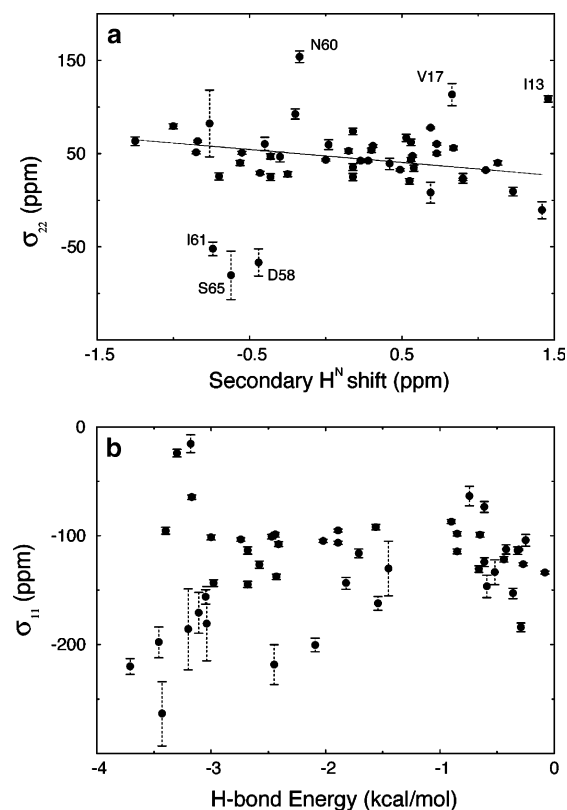 a
N60
V17
I13
I61
S65
D58
150
50
-50
σ22 (ppm)
-1.5 -0.5 0.5 1.5
Secondary H^N shift (ppm)
b
0
-100
-200
-300
σ11 (ppm)
-4 -3 -2 -1 0
H-bond Energy (kcal/mol)